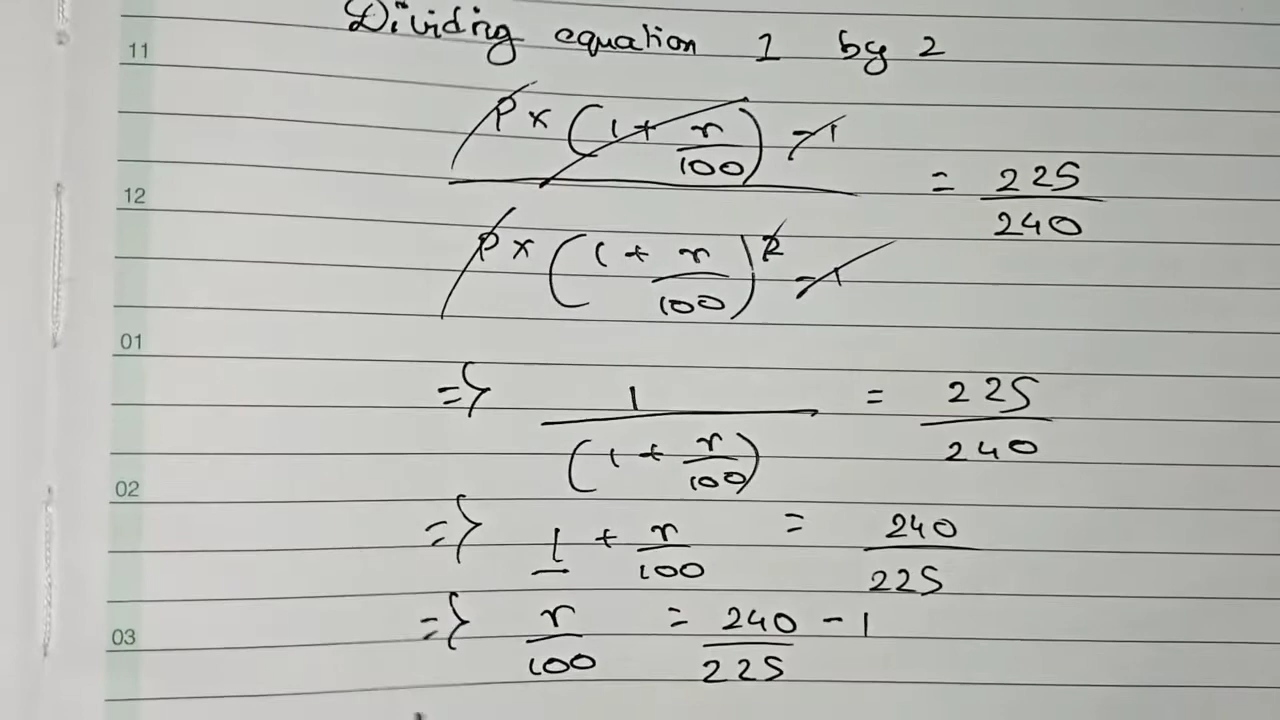 Dividing equation 1 by 2
11
P × (1 + r/100) - 1
= 225/240
12
P × (1 + r/100)² - 1
01
=> 1/(1 + r/100) = 225/240
02
=> 1 + r/100 = 240/225
03
=> r/100 = 240/225 - 1